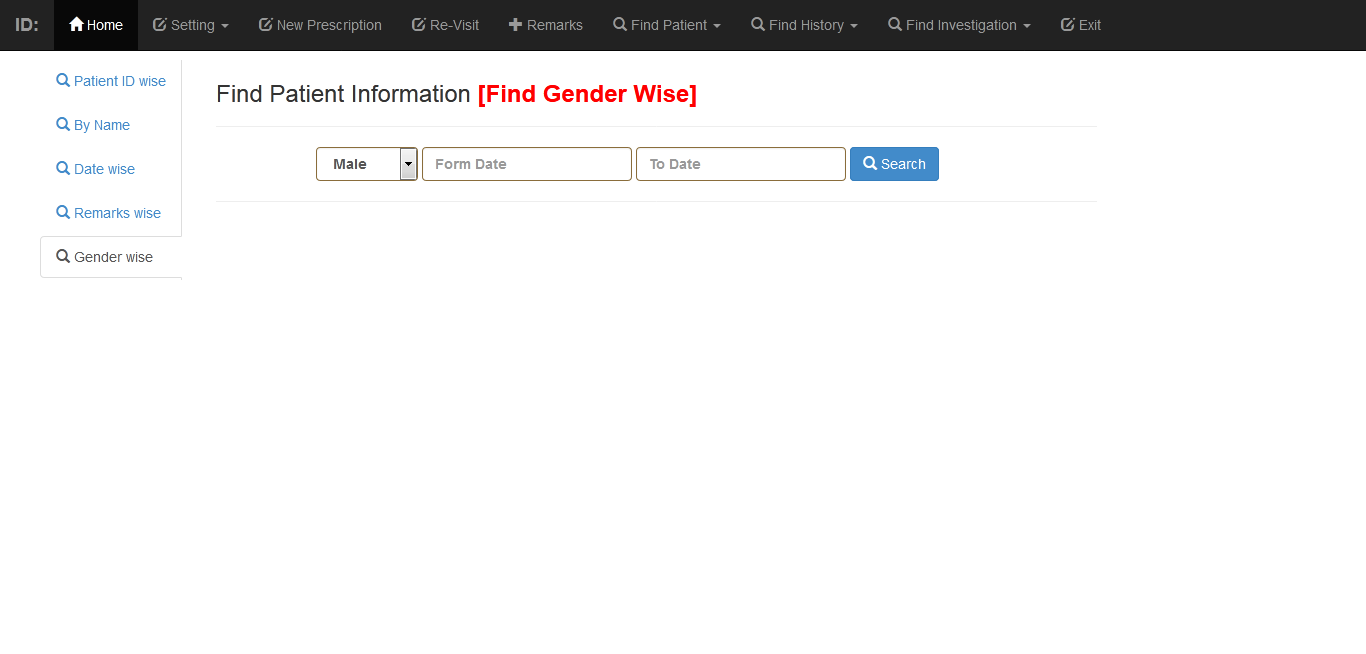 ID: Home Setting New Prescription Re-Visit Remarks Find Patient Find History Find Investigation Exit
Patient ID wise
By Name
Date wise
Remarks wise
Gender wise
Find Patient Information [Find Gender Wise]
Male Form Date To Date Search